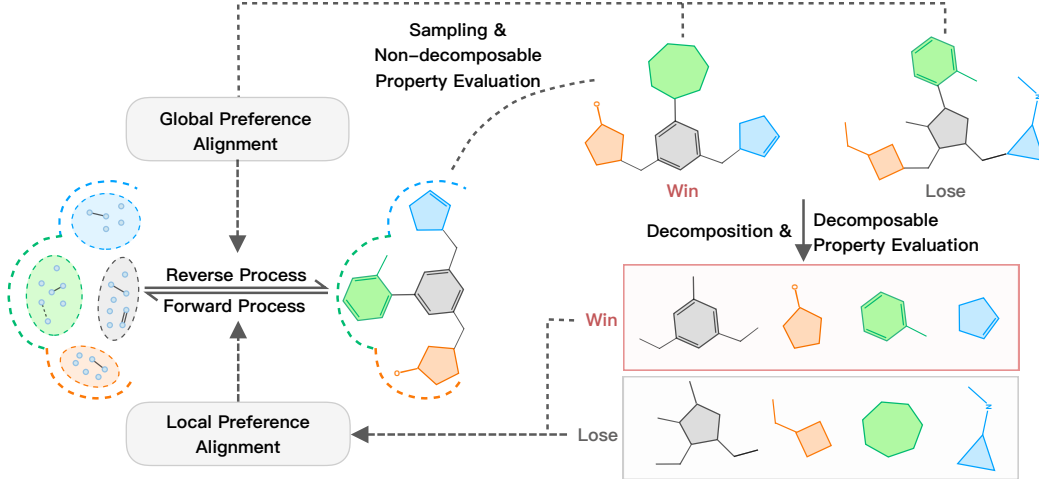 Sampling &
Non-decomposable
Property Evaluation
Global Preference
Alignment
Win
Lose
Decomposition &
Decomposable
Property Evaluation
Reverse Process
Forward Process
Win
Local Preference
Alignment
Lose
N
N